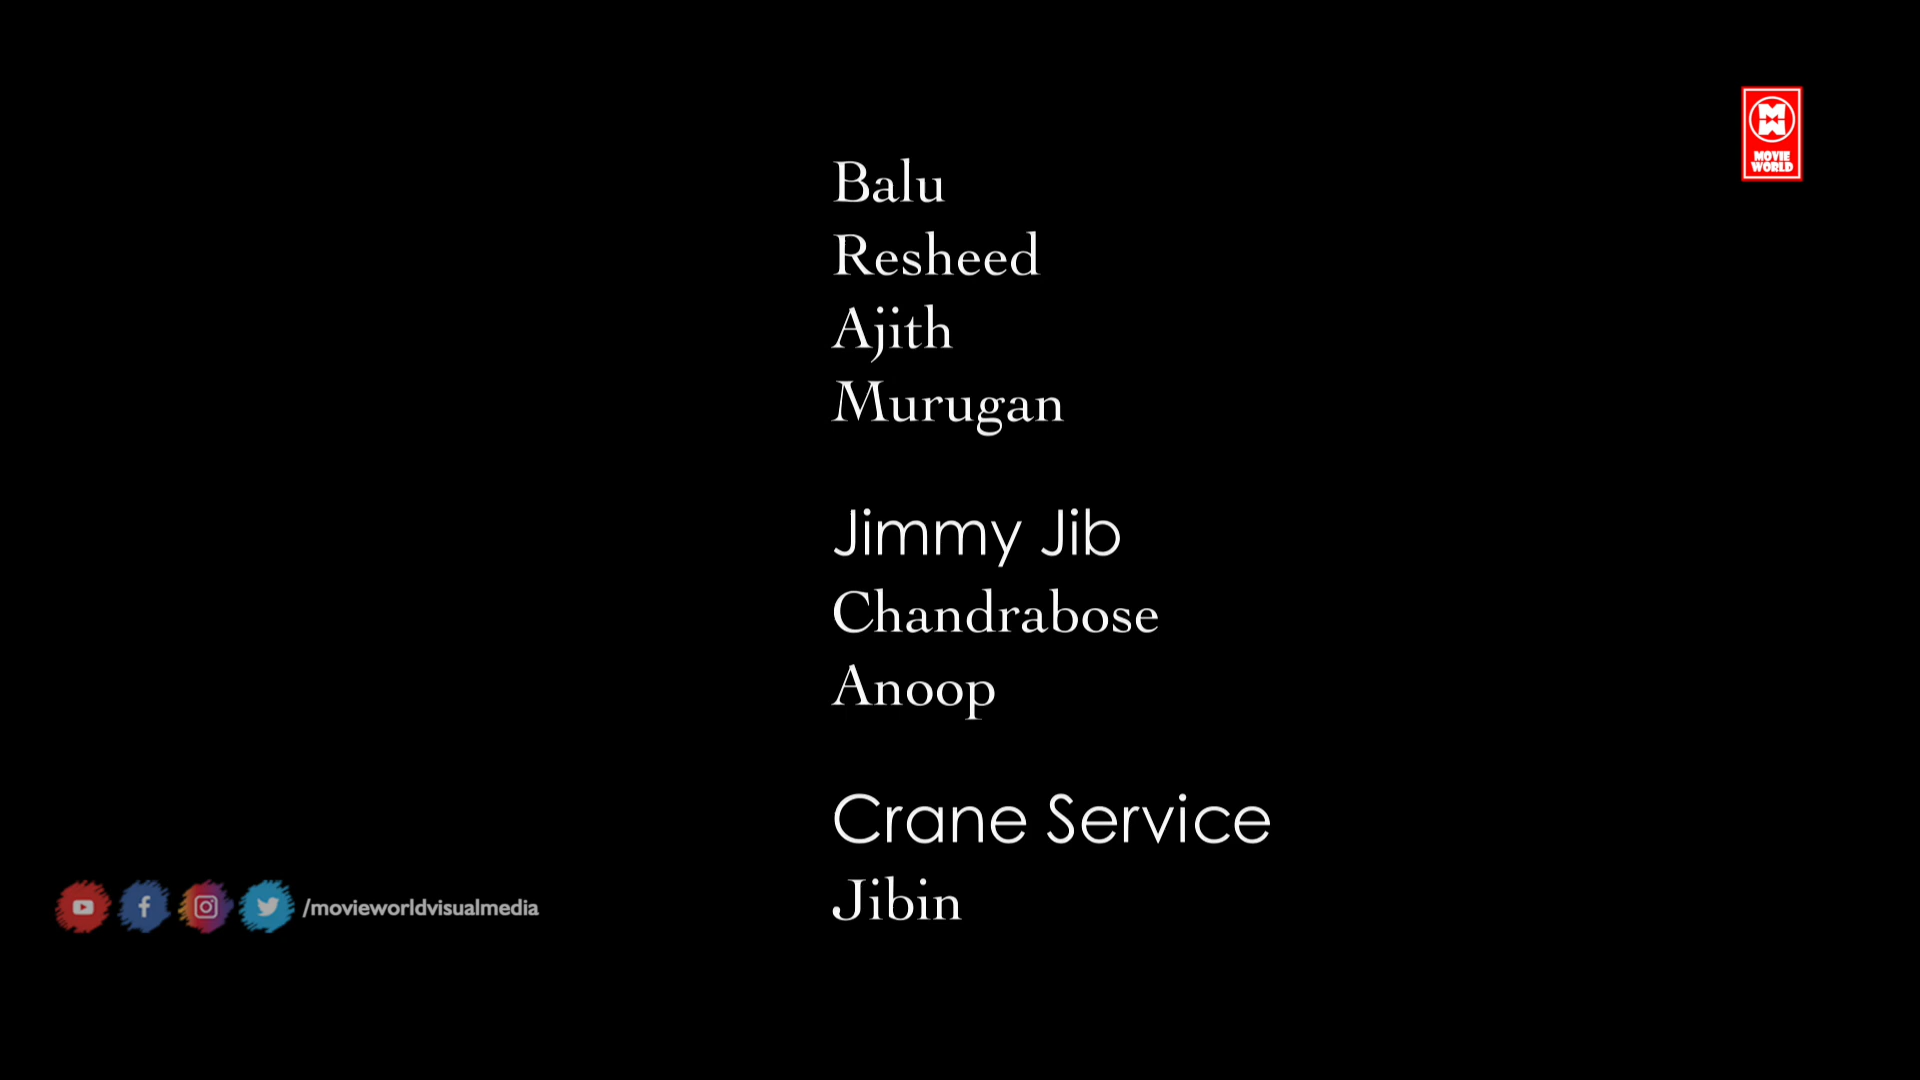 MOVIE
WORLD
Balu
Resheed
Ajith
Murugan
Jimmy Jib
Chandrabose
Anoop
Crane Service
Jibin
/movieworldvisualmedia